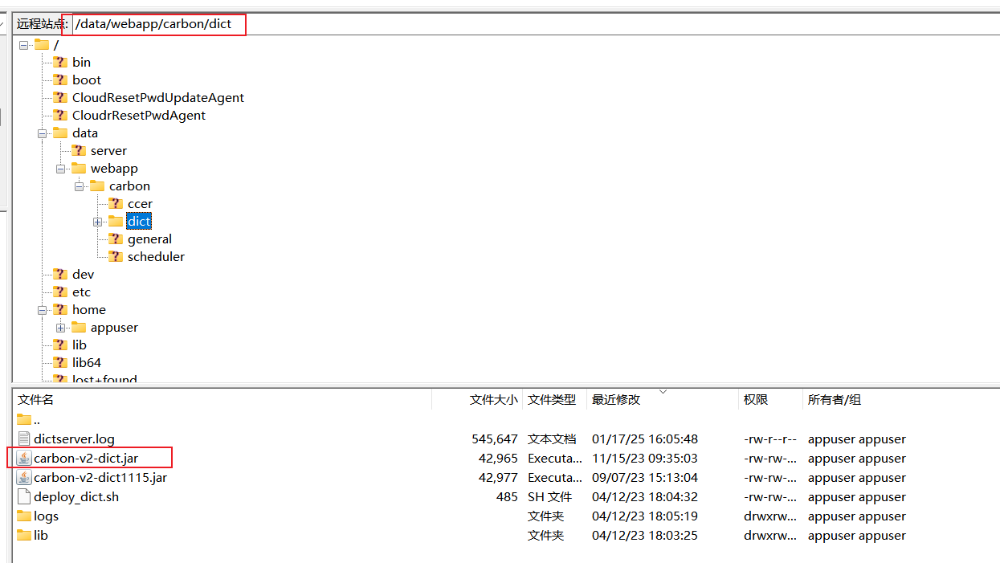 远程站点: /data/webapp/carbon/dict
/
bin
boot
CloudResetPwdUpdateAgent
CloudrResetPwdAgent
data
server
webapp
carbon
ccer
dict
general
scheduler
dev
etc
home
appuser
lib
lib64
lost+found
文件名 文件大小 文件类型 最近修改 权限 所有者/组
..
dictserver.log 545,647 文本文档 01/17/25 16:05:48 -rw-r--r-- appuser appuser
carbon-v2-dict.jar 42,965 Executa... 11/15/23 09:35:03 -rw-rw-... appuser appuser
carbon-v2-dict1115.jar 42,977 Executa... 09/07/23 15:13:04 -rw-rw-... appuser appuser
deploy_dict.sh 485 SH 文件 04/12/23 18:04:32 -rw-rw-... appuser appuser
logs 文件夹 04/12/23 18:05:19 drwxrw... appuser appuser
lib 文件夹 04/12/23 18:03:25 drwxrw... appuser appuser